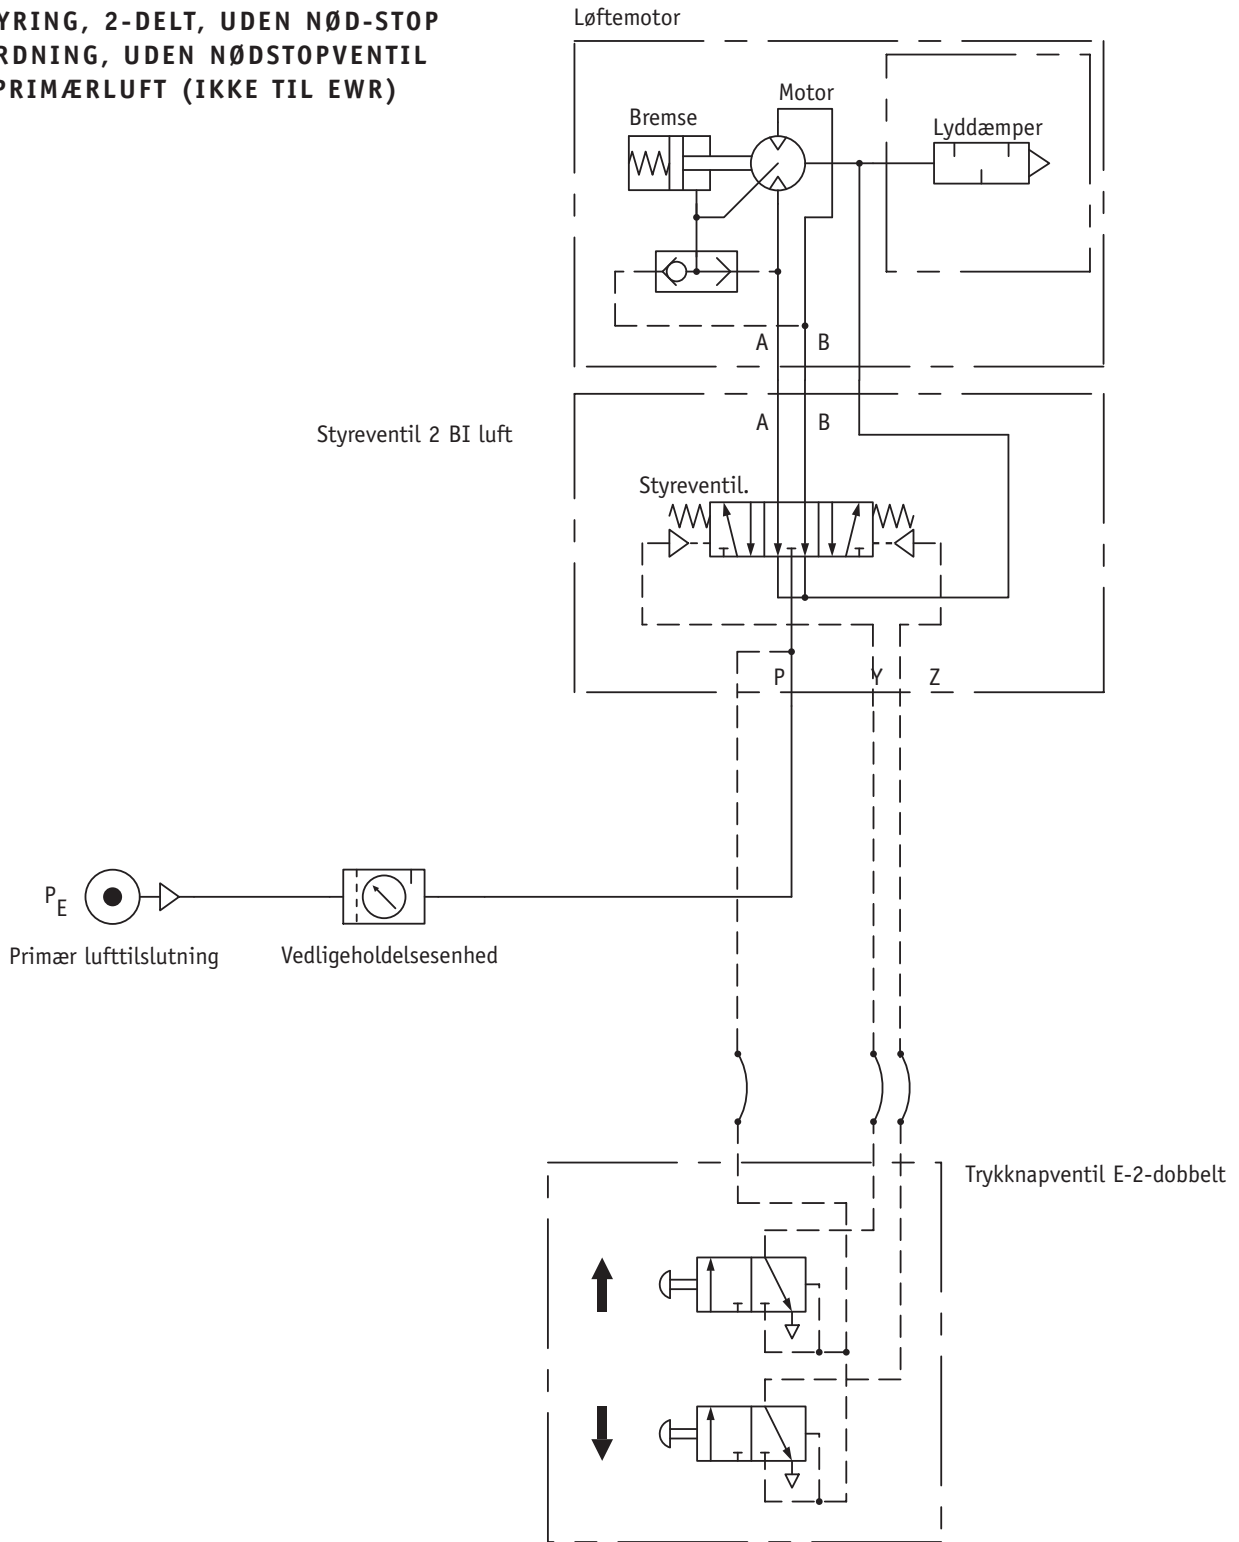 YRING, 2-DELT, UDEN NØD-STOP
RDNING, UDEN NØDSTOPVENTIL
PRIMÆRLUFT (IKKE TIL EWR)
Løftemotor
Motor
Bremse
Lyddæmper
A B
Styreventil 2 BI luft
A B
Styreventil.
P Y Z
PE
Primær lufttilslutning
Vedligeholdelsesenhed
Trykknapventil E-2-dobbelt